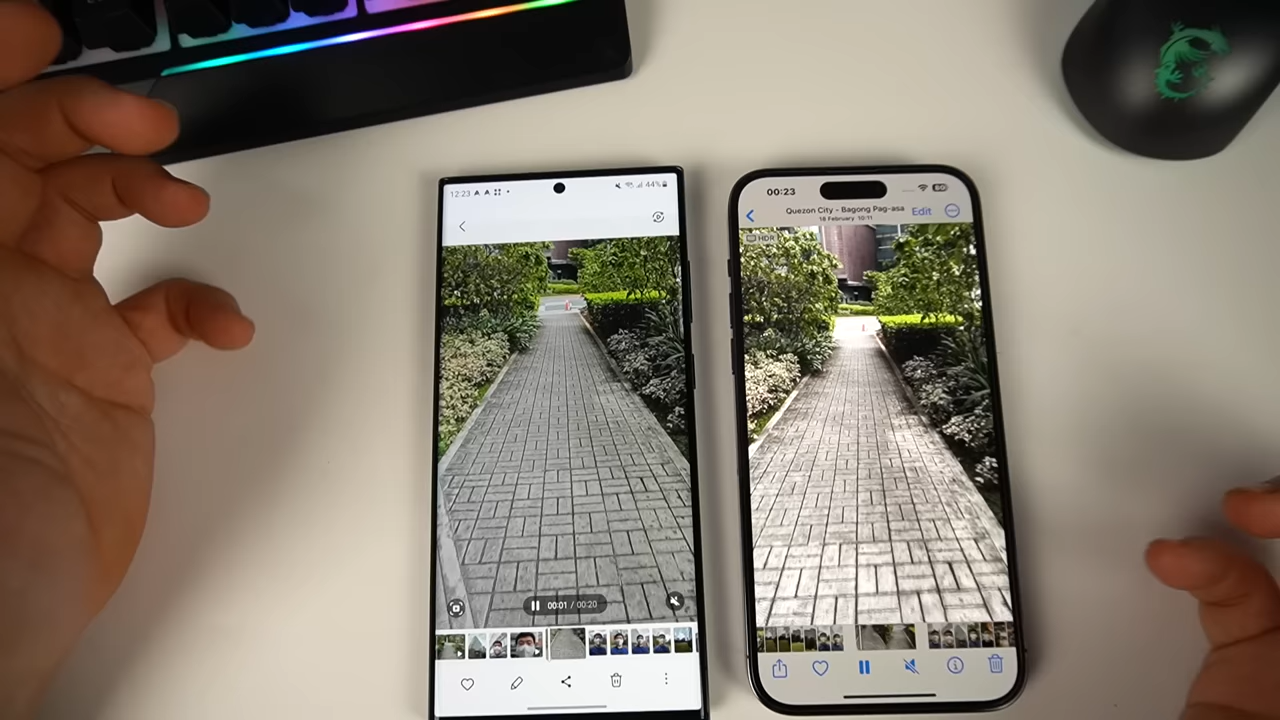 12:23
44%
00:01 / 00:20
00:23
80
Quezon City - Bagong Pag-asa
18 February 10:11
Edit
HDR